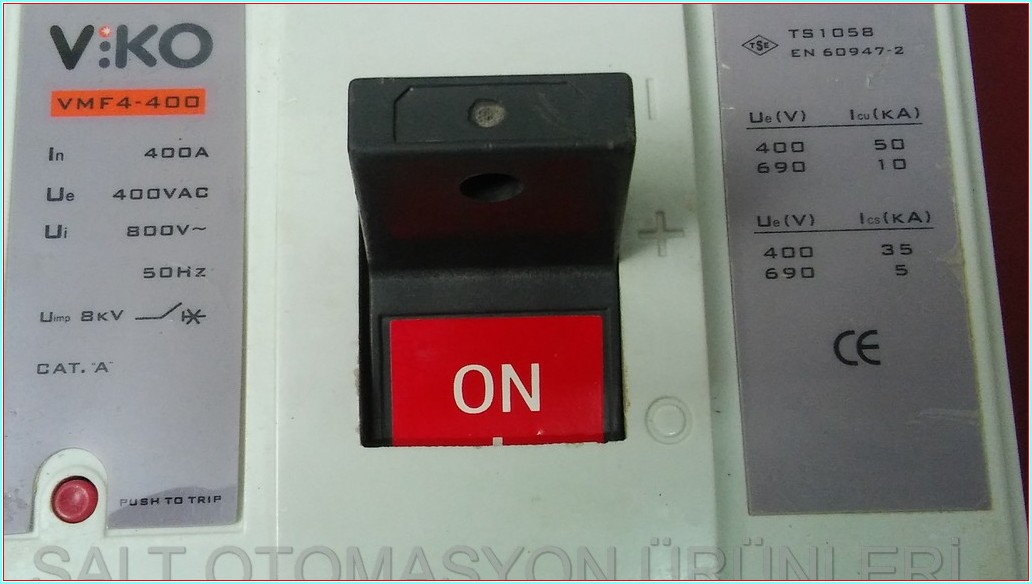 ViKO
VMF4-400
In 400A
Ue 400VAC
Ui 800V~
50Hz
Uimp 8kV
CAT. "A"
PUSH TO TRIP
ON
TSE
TS1058
EN 60947-2
Ue(V) Icu(KA)
400 50
690 10
Ue(V) Ics(KA)
400 35
690 5
CE
SALT OTOMASYON ÜRÜNLERİ